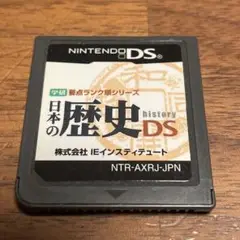 NINTENDO DS
学研 要点ランク順シリーズ
日本の歴史DS
history
株式会社 IEインスティテュート
NTR-AXRJ-JPN